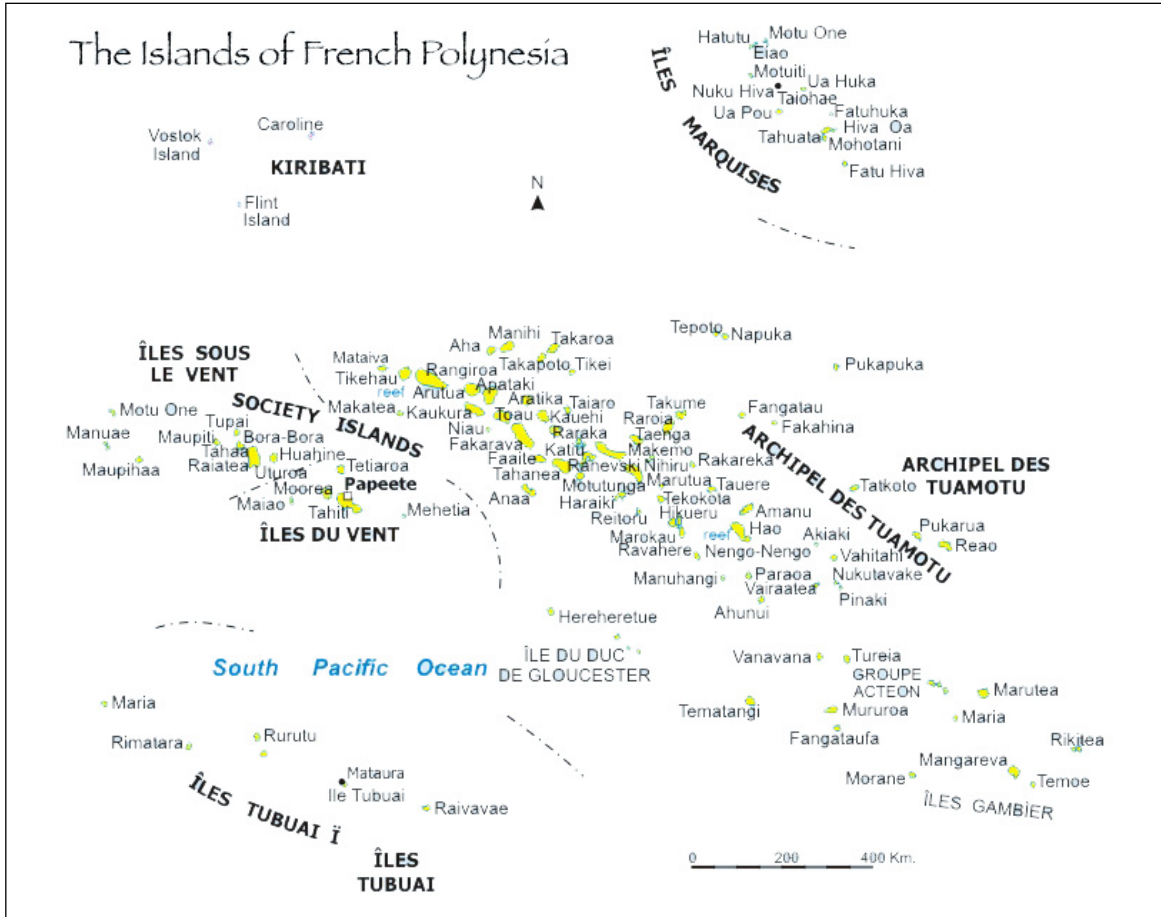 The Islands of French Polynesia
ÎLES
MARQUISES
Hatutu
Motu One
Eiao
Motuiti
Ua Huka
Nuku Hiva
Taiohae
Ua Pou
Fatuhuka
Hiva Oa
Tahuata
Mohotani
Fatu Hiva
Vostok
Island
Caroline
KIRIBATI
Flint
Island
N
ÎLES SOUS
LE VENT
SOCIETY ISLANDS
Motu One
Manuae
Maupihaa
Tupai
Maupiti
Bora-Bora
Tahaa
Huahine
Raiatea
Uturoa
Tetiaroa
Moorea
Papeete
Maiao
Tahiti
Mehetia
ÎLES DU VENT
Mataiva
Tikehau
reef
Makatea
Rangiroa
Aha
Manihi
Takaroa
Takapoto
Tikei
Arutua
Apataki
Kaukura
Aratika
Toau
Taiaro
Kauehi
Niau
Fakarava
Raraka
Faaite
Katiti
Tahanea
Anaa
Ranevski
Motutunga
Haraiki
Takume
Raroia
Taenga
Makemo
Nihiru
Marutua
Rakareka
Tauere
Tekokota
Reitoru
Hikueru
Marokau
Ravahere
reef
Hao
Amanu
Nengo-Nengo
Manuhangi
Paraoa
Ahunui
Vairaatea
Akiaki
Vahitahi
Nukutavake
Pinaki
Tepoto
Napuka
Pukapuka
Fangatau
Fakahina
ARCHIPEL DES TUAMOTU
ARCHIPEL DES
TUAMOTU
Tatkoto
Pukarua
Reao
Hereheretue
ÎLE DU DUC
DE GLOUCESTER
South Pacific Ocean
Vanavana
Tureia
GROUPE
ACTEON
Marutea
Maria
Tematangi
Mururoa
Fangataufa
Rikitea
Mangareva
Morane
Temoe
ÎLES GAMBIER
Maria
Rimatara
Rurutu
Mataura
Ile Tubuai
Raivavae
ÎLES TUBUAI Ï
ÎLES
TUBUAI
0 200 400 Km.